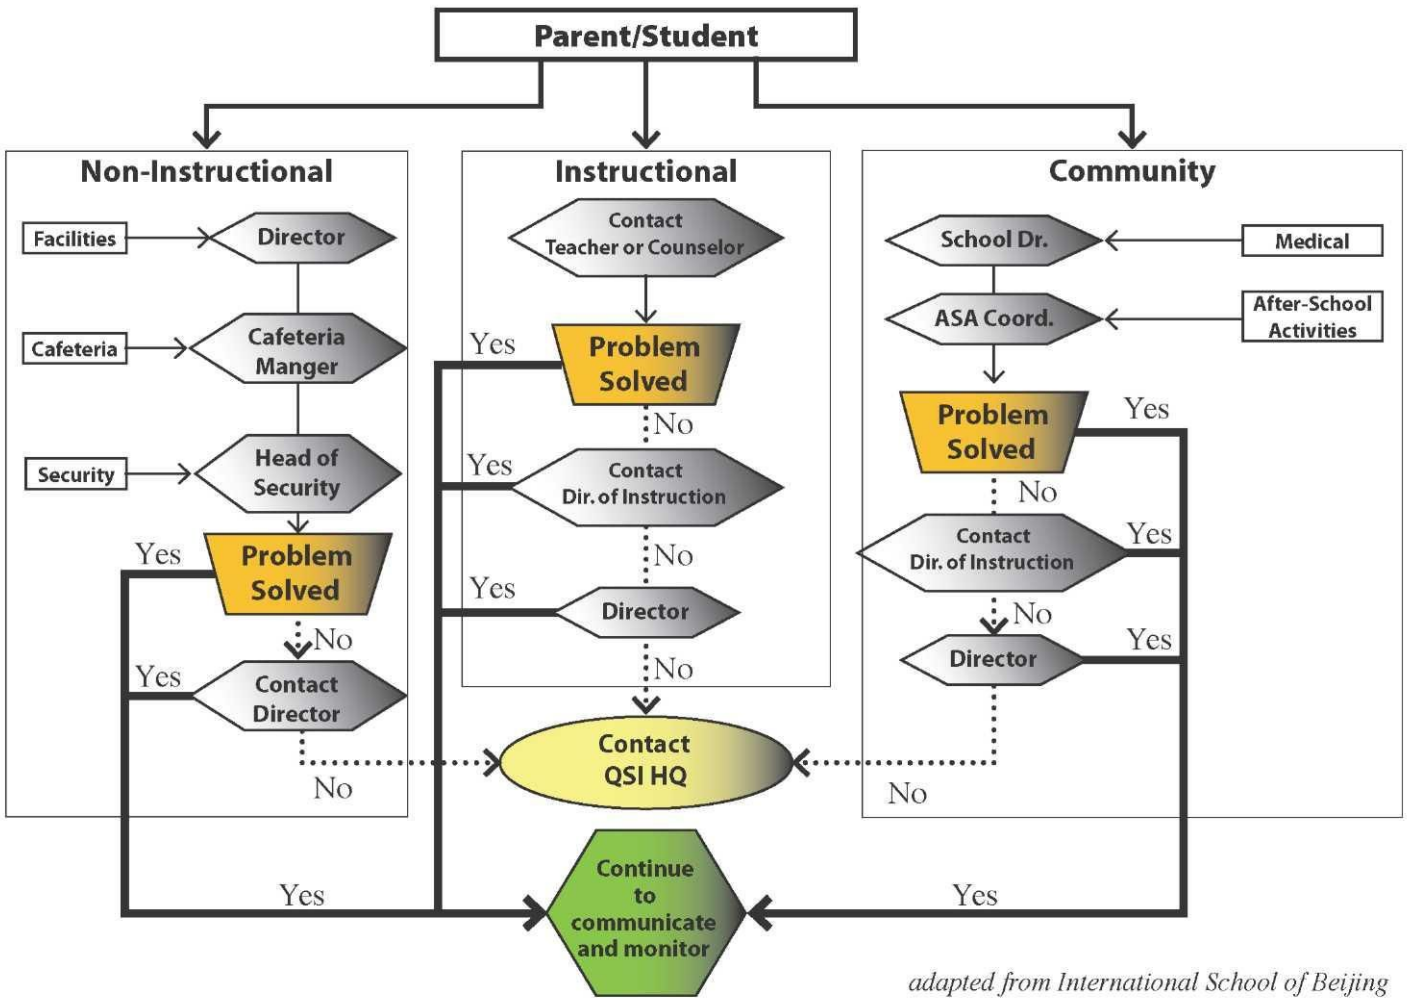 Parent/Student
Non-Instructional
Facilities
Director
Cafeteria
Cafeteria
Manger
Security
Head of
Security
Yes
Problem
Solved
No
Yes
Contact
Director
No
Instructional
Contact
Teacher or Counselor
Yes
Problem
Solved
No
Yes
Contact
Dir. of Instruction
No
Yes
Director
No
Community
School Dr.
Medical
ASA Coord.
After-School
Activities
Problem
Solved
Yes
No
Contact
Dir. of Instruction
Yes
No
Director
Yes
No
Contact
QSI HQ
Yes
Continue
to
communicate
and monitor
Yes
adapted from International School of Beijing